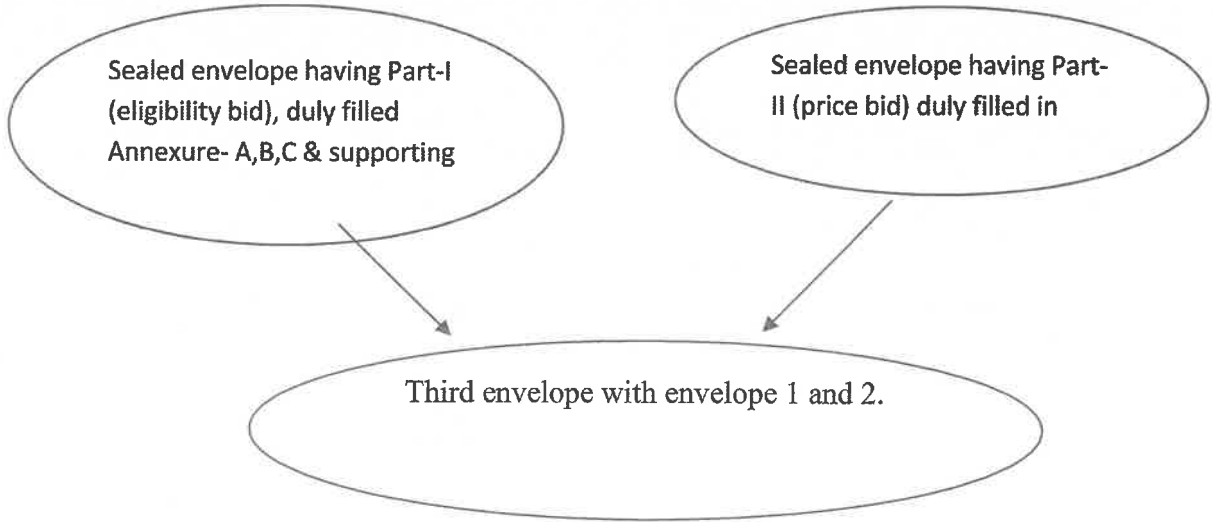 Sealed envelope having Part-I
(eligibility bid), duly filled
Annexure- A,B,C & supporting
Sealed envelope having Part-
II (price bid) duly filled in
Third envelope with envelope 1 and 2.